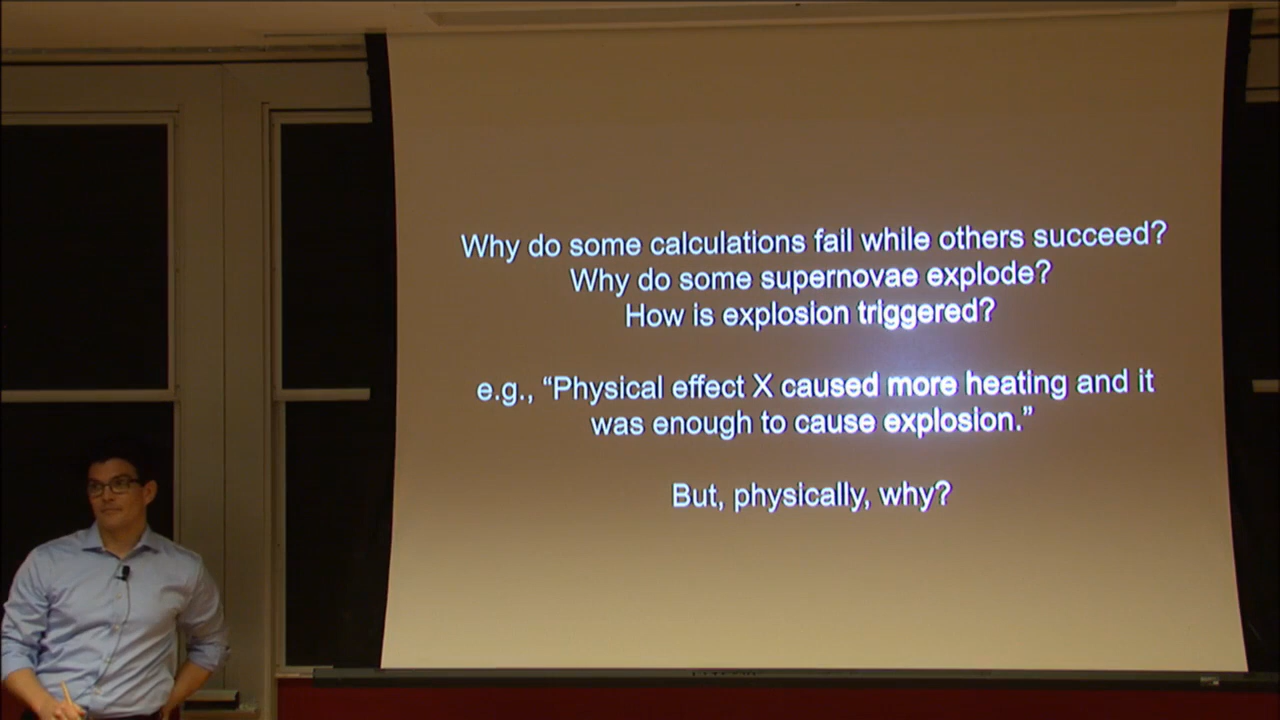 Why do some calculations fail while others succeed?
Why do some supernovae explode?
How is explosion triggered?
e.g., “Physical effect X caused more heating and it
was enough to cause explosion.”
But, physically, why?